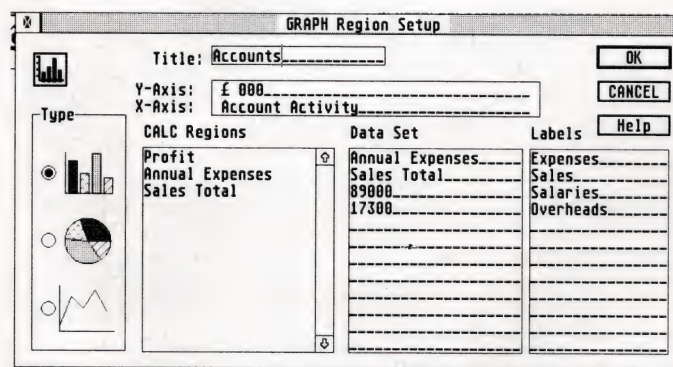 GRAPH Region Setup
Title: Accounts
OK
Y-Axis: £ 000
CANCEL
X-Axis: Account Activity
Help
Type
CALC Regions
Data Set
Labels
Profit
Annual Expenses
Sales Total
Annual Expenses
Sales Total
89000
17300
Expenses
Sales
Salaries
Overheads